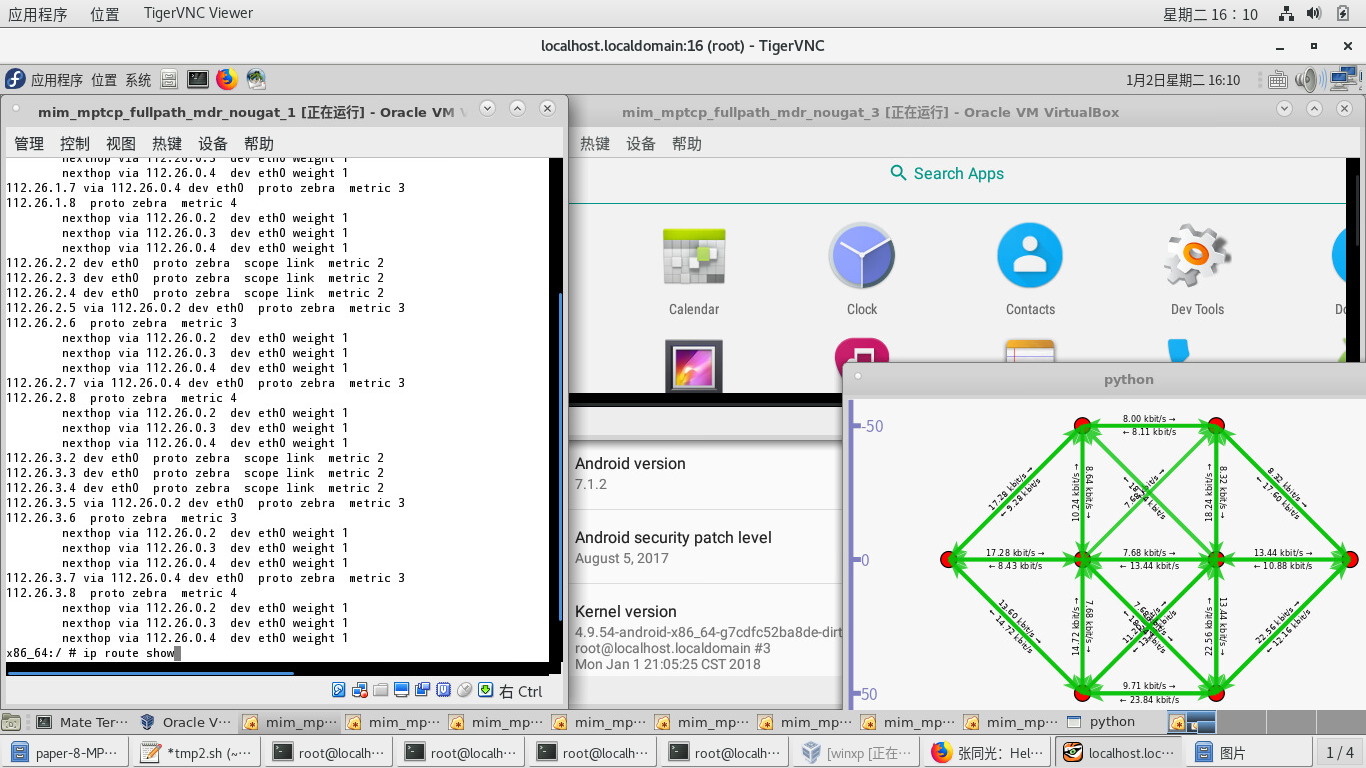 应用程序 位置 TigerVNC Viewer 星期二 16：10
localhost.localdomain:16 (root) - TigerVNC
应用程序 位置 系统 1月2日星期二 16:10
mim_mptcp_fullpath_mdr_nougat_1 [正在运行] - Oracle VM
管理 控制 视图 热键 设备 帮助
nexthop via 112.26.0.3 dev eth0 weight 1
nexthop via 112.26.0.4 dev eth0 weight 1
112.26.1.7 via 112.26.0.4 dev eth0 proto zebra metric 3
112.26.1.8 proto zebra metric 4
nexthop via 112.26.0.2 dev eth0 weight 1
nexthop via 112.26.0.3 dev eth0 weight 1
nexthop via 112.26.0.4 dev eth0 weight 1
112.26.2.2 dev eth0 proto zebra scope link metric 2
112.26.2.3 dev eth0 proto zebra scope link metric 2
112.26.2.4 dev eth0 proto zebra scope link metric 2
112.26.2.5 via 112.26.0.2 dev eth0 proto zebra metric 3
112.26.2.6 proto zebra metric 3
nexthop via 112.26.0.2 dev eth0 weight 1
nexthop via 112.26.0.3 dev eth0 weight 1
nexthop via 112.26.0.4 dev eth0 weight 1
112.26.2.7 via 112.26.0.4 dev eth0 proto zebra metric 3
112.26.2.8 proto zebra metric 4
nexthop via 112.26.0.2 dev eth0 weight 1
nexthop via 112.26.0.3 dev eth0 weight 1
nexthop via 112.26.0.4 dev eth0 weight 1
112.26.3.2 dev eth0 proto zebra scope link metric 2
112.26.3.3 dev eth0 proto zebra scope link metric 2
112.26.3.4 dev eth0 proto zebra scope link metric 2
112.26.3.5 via 112.26.0.2 dev eth0 proto zebra metric 3
112.26.3.6 proto zebra metric 3
nexthop via 112.26.0.2 dev eth0 weight 1
nexthop via 112.26.0.3 dev eth0 weight 1
nexthop via 112.26.0.4 dev eth0 weight 1
112.26.3.7 via 112.26.0.4 dev eth0 proto zebra metric 3
112.26.3.8 proto zebra metric 4
nexthop via 112.26.0.2 dev eth0 weight 1
nexthop via 112.26.0.3 dev eth0 weight 1
nexthop via 112.26.0.4 dev eth0 weight 1
x86_64:/ # ip route show
右 Ctrl
mim_mptcp_fullpath_mdr_nougat_3 [正在运行] - Oracle VM VirtualBox
热键 设备 帮助
Search Apps
Calendar Clock Contacts Dev Tools
Android version
7.1.2
Android security patch level
August 5, 2017
Kernel version
4.9.54-android-x86_64-g7cdfc52ba8de-dirt
root@localhost.localdomain #3
Mon Jan 1 21:05:25 CST 2018
python
-50
0
50
8.00 kbit/s →
← 8.11 kbit/s
17.28 kbit/s →
← 9.28 kbit/s
8.64 kbit/s →
10.24 kbit/s →
8.32 kbit/s →
18.24 kbit/s →
8.32 kbit/s →
← 17.60 kbit/s
17.28 kbit/s →
← 8.43 kbit/s
7.68 kbit/s →
← 13.44 kbit/s
13.44 kbit/s →
← 10.88 kbit/s
13.60 kbit/s →
← 14.72 kbit/s
7.68 kbit/s →
14.72 kbit/s →
13.44 kbit/s →
22.56 kbit/s →
22.56 kbit/s →
← 12.16 kbit/s
9.71 kbit/s →
← 23.84 kbit/s
Mate Ter··· Oracle V··· mim_mp··· mim_mp··· mim_mp··· mim_mp··· mim_mp··· mim_mp··· mim_mp··· mim_mp··· python
paper-8-MP··· *tmp2.sh (~··· root@localh··· root@localh··· root@localh··· root@localh··· [winxp [正在··· 张同光：Hel··· localhost.loc··· 图片 1 / 4